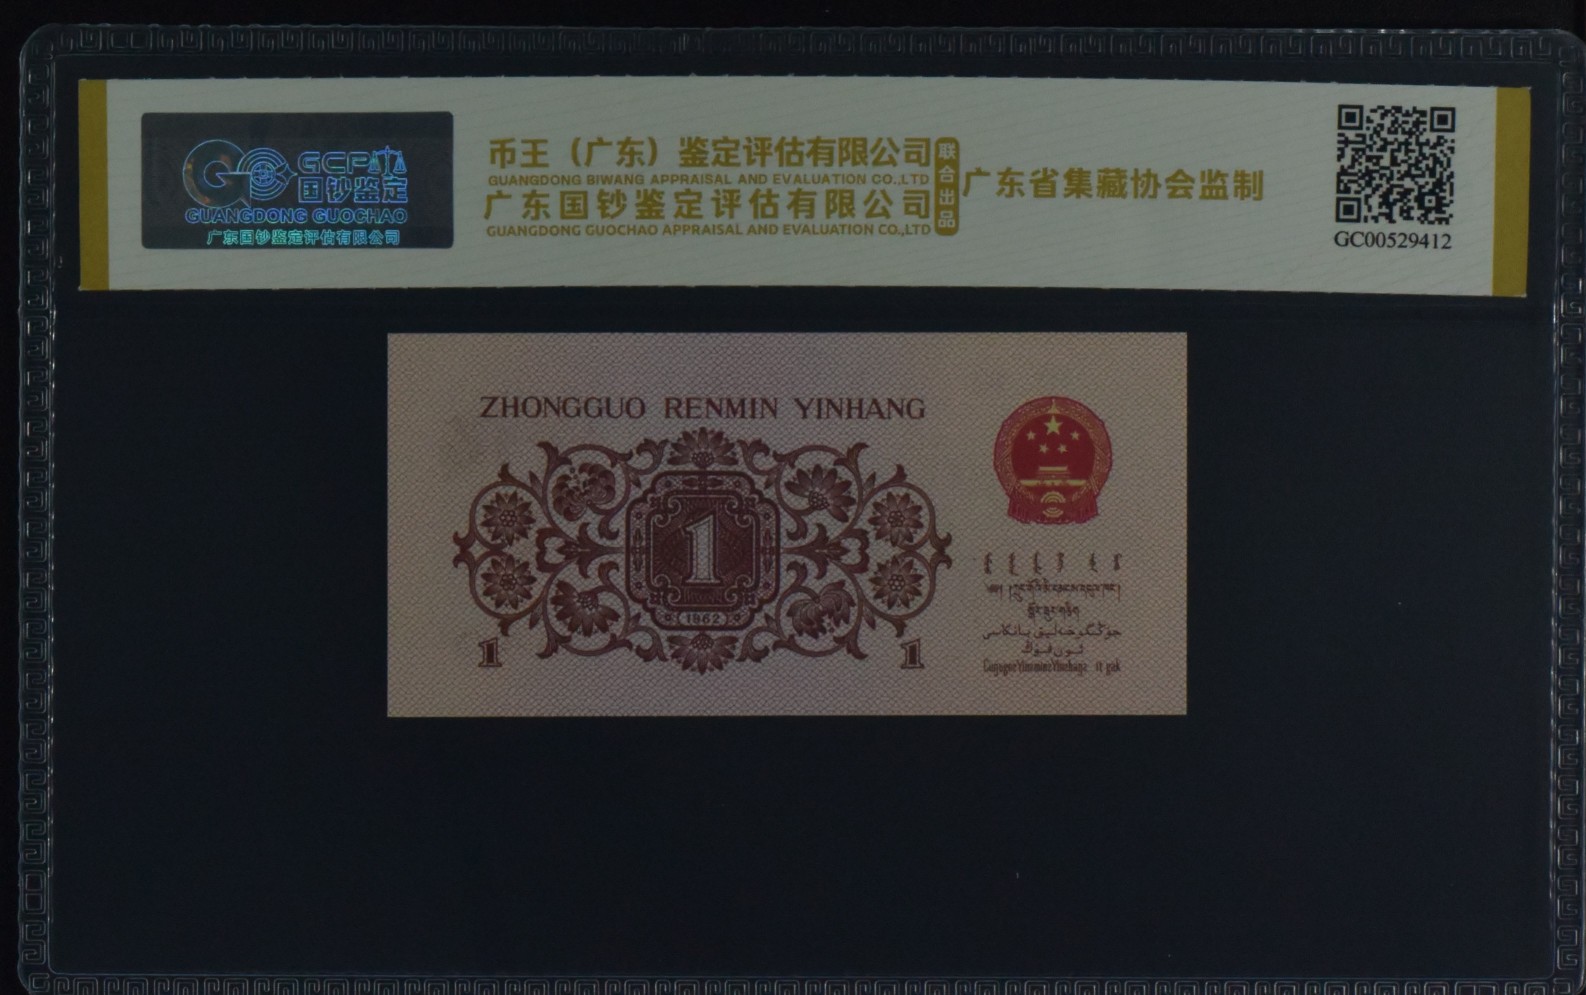 GCP
国钞鉴定
GUANGDONG GUOCHAO
广东国钞鉴定评估有限公司
币王（广东）鉴定评估有限公司
GUANGDONG BIWANG APPRAISAL AND EVALUATION CO.,LTD
广东国钞鉴定评估有限公司
GUANGDONG GUOCHAO APPRAISAL AND EVALUATION CO.,LTD
联合出品
广东省集藏协会监制
GC00529412
ZHONGGUO RENMIN YINHANG
1
1962
1
1